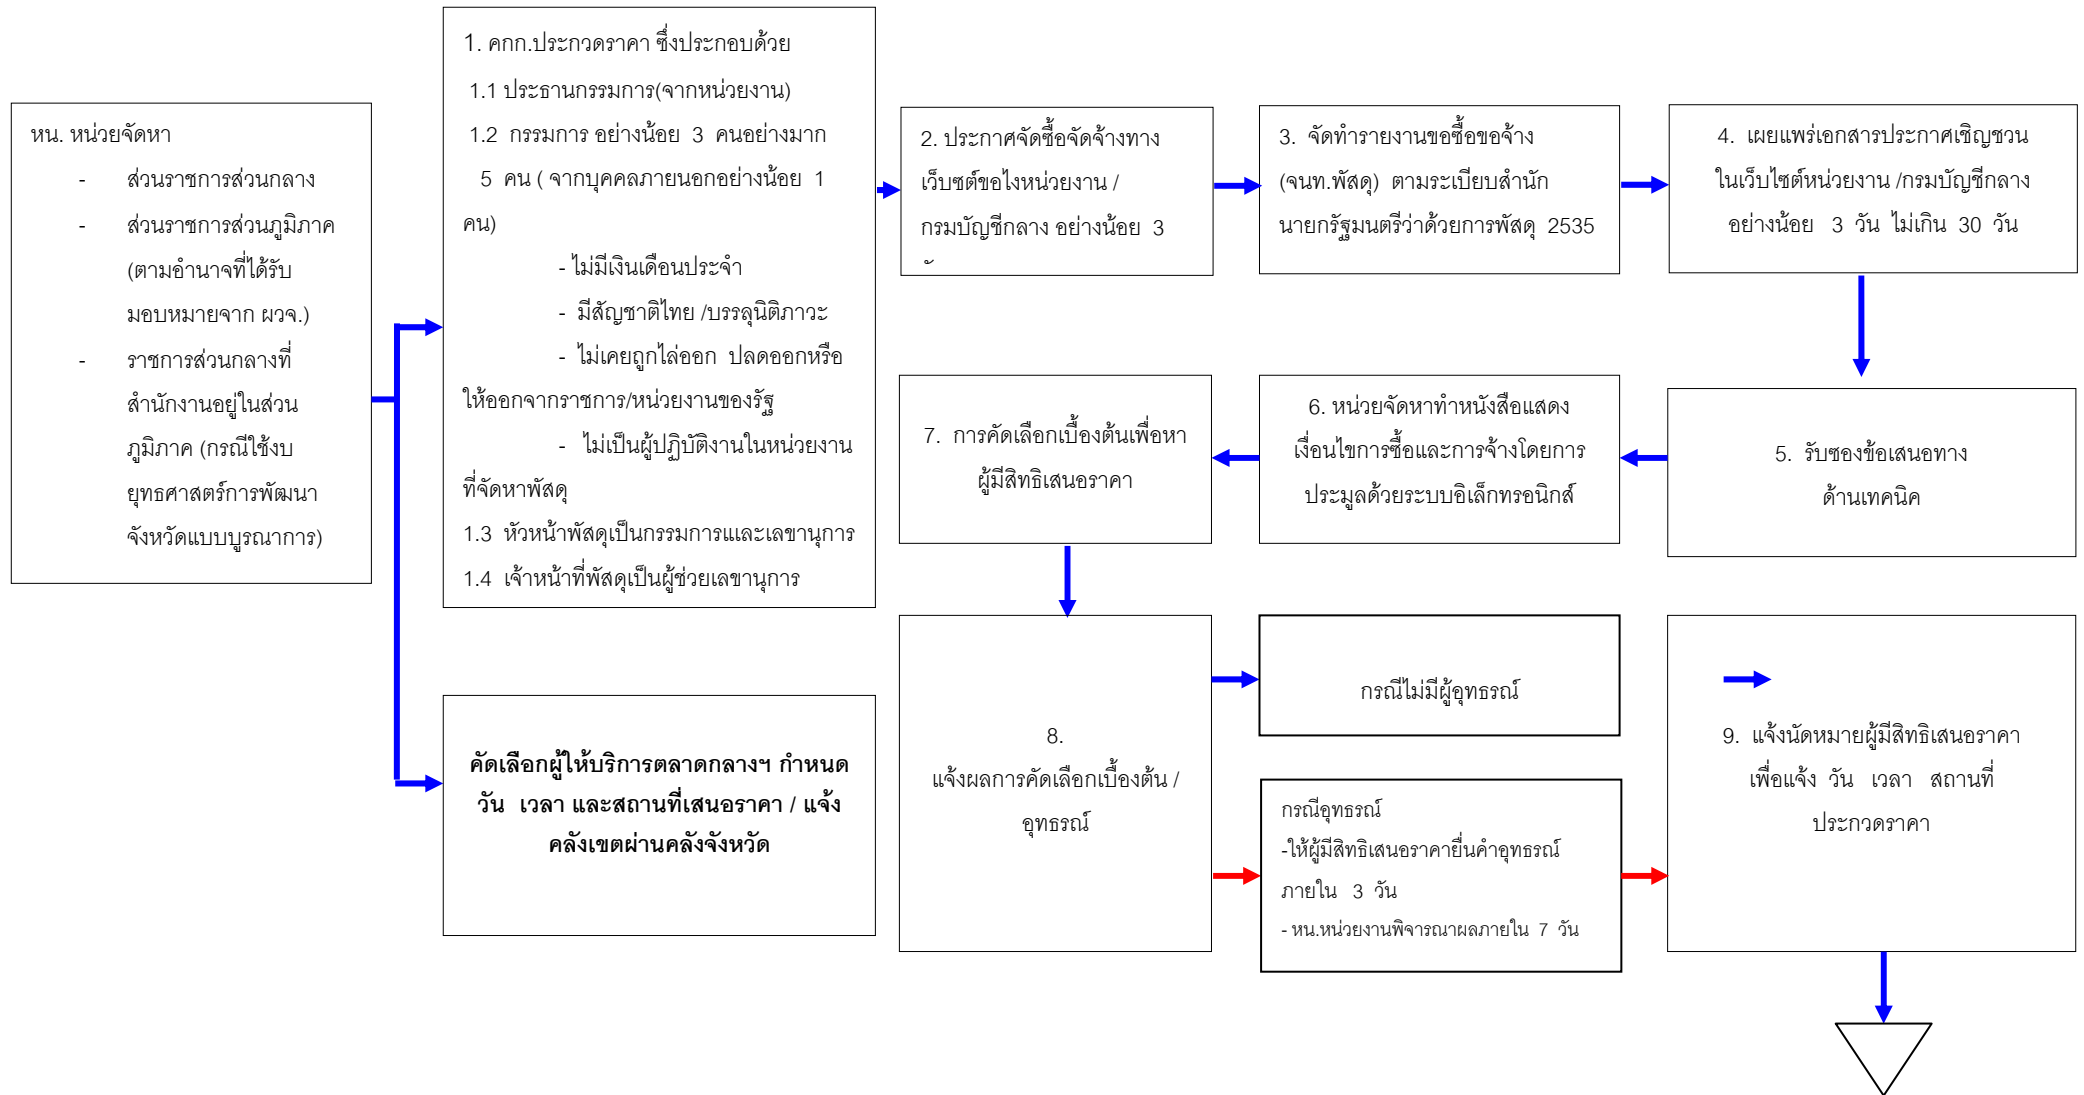 หน. หน่วยจัดหา
- ส่วนราชการส่วนกลาง
- ส่วนราชการส่วนภูมิภาค
(ตามอำนาจที่ได้รับ
มอบหมายจาก ผวจ.)
- ราชการส่วนกลางที่
สำนักงานอยู่ในส่วน
ภูมิภาค (กรณีใช้งบ
ยุทธศาสตร์การพัฒนา
จังหวัดแบบบูรณาการ)
1. คกก.ประกวดราคา ซึ่งประกอบด้วย
1.1 ประธานกรรมการ(จากหน่วยงาน)
1.2 กรรมการ อย่างน้อย 3 คนอย่างมาก
5 คน ( จากบุคคลภายนอกอย่างน้อย 1
คน)
- ไม่มีเงินเดือนประจำ
- มีสัญชาติไทย /บรรลุนิติภาวะ
- ไม่เคยถูกไล่ออก ปลดออกหรือ
ให้ออกจากราชการ/หน่วยงานของรัฐ
- ไม่เป็นผู้ปฏิบัติงานในหน่วยงาน
ที่จัดหาพัสดุ
1.3 หัวหน้าพัสดุเป็นกรรมการและเลขานุการ
1.4 เจ้าหน้าที่พัสดุเป็นผู้ช่วยเลขานุการ
คัดเลือกผู้ให้บริการตลาดกลางฯ กำหนด
วัน เวลา และสถานที่เสนอราคา / แจ้ง
คลังเขตผ่านคลังจังหวัด
2. ประกาศจัดซื้อจัดจ้างทาง
เว็บซต์ขอไงหน่วยงาน /
กรมบัญชีกลาง อย่างน้อย 3
3. จัดทำรายงานขอซื้อขอจ้าง
(จนท.พัสดุ) ตามระเบียบสำนัก
นายกรัฐมนตรีว่าด้วยการพัสดุ 2535
4. เผยแพร่เอกสารประกาศเชิญชวน
ในเว็บไซต์หน่วยงาน /กรมบัญชีกลาง
อย่างน้อย 3 วัน ไม่เกิน 30 วัน
5. รับซองข้อเสนอทาง
ด้านเทคนิค
6. หน่วยจัดหาทำหนังสือแสดง
เงื่อนไขการซื้อและการจ้างโดยการ
ประมูลด้วยระบบอิเล็กทรอนิกส์
7. การคัดเลือกเบื้องต้นเพื่อหา
ผู้มีสิทธิเสนอราคา
8.
แจ้งผลการคัดเลือกเบื้องต้น /
อุทธรณ์
กรณีไม่มีผู้อุทธรณ์
กรณีอุทธรณ์
-ให้ผู้มีสิทธิเสนอราคายื่นคำอุทธรณ์
ภายใน 3 วัน
- หน.หน่วยงานพิจารณาผลภายใน 7 วัน
9. แจ้งนัดหมายผู้มีสิทธิเสนอราคา
เพื่อแจ้ง วัน เวลา สถานที่
ประกวดราคา